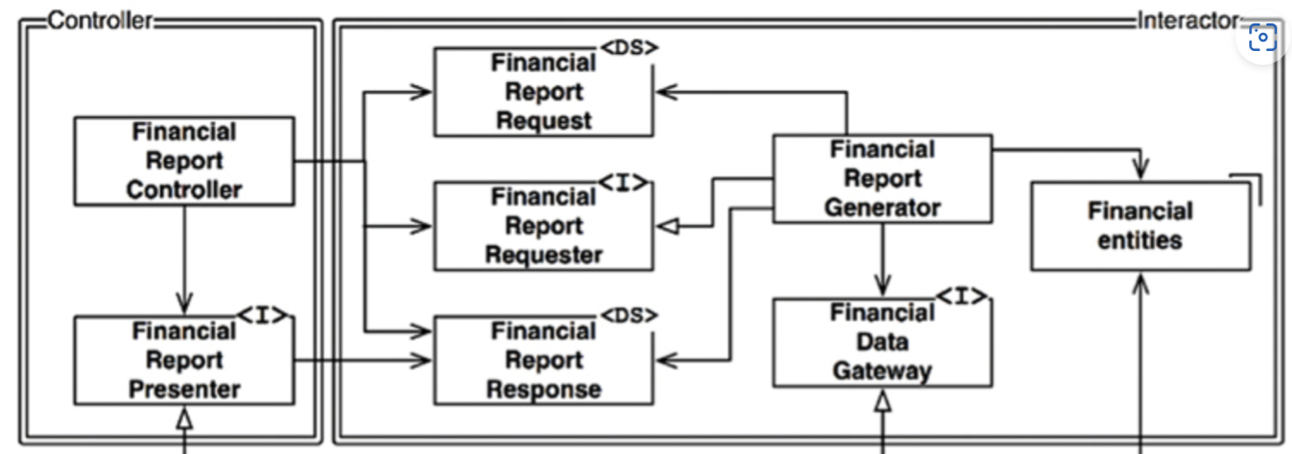 Controller
Interactor
<DS>
Financial
Report
Request
Financial
Report
Controller
Financial
Report
Generator
<I>
Financial
Report
Requester
Financial
entities
<I>
Financial
Report
Presenter
<DS>
Financial
Report
Response
<I>
Financial
Data
Gateway